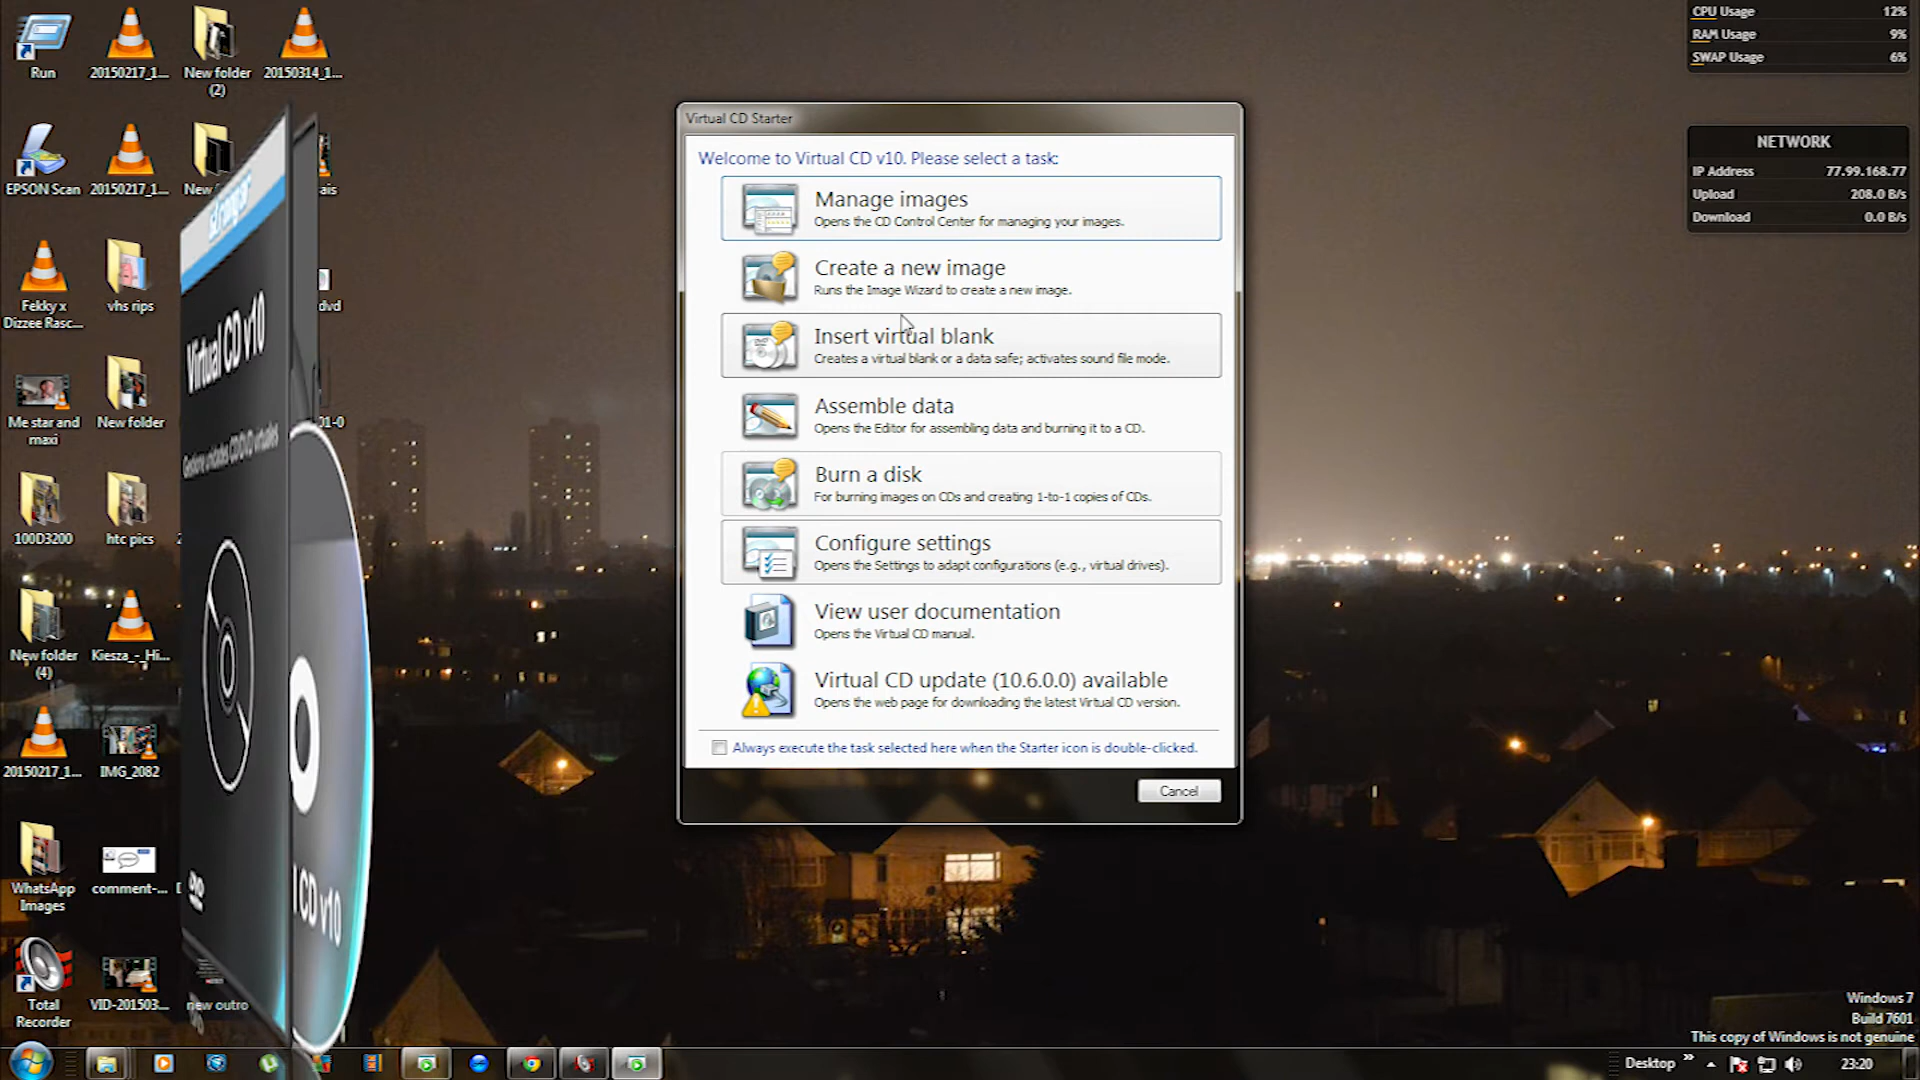 Run
20150217_1...
New folder
(2)
20150314_1...
EPSON Scan
20150217_1...
Fekky x
Dizzee Rasc...
vhs rips
dvd
Me star and
maxi
New folder
01-0
100D3200
htc pics
New folder
(4)
Kiesza_-_Hi...
20150217_1...
IMG_2082
WhatsApp
Images
comment-...
Total
Recorder
VID-201503...
new outro
Virtual CD v10
Virtual CD Starter
Welcome to Virtual CD v10. Please select a task:
Manage images
Opens the CD Control Center for managing your images.
Create a new image
Runs the Image Wizard to create a new image.
Insert virtual blank
Creates a virtual blank or a data safe; activates sound file mode.
Assemble data
Opens the Editor for assembling data and burning it to a CD.
Burn a disk
For burning images on CDs and creating 1-to-1 copies of CDs.
Configure settings
Opens the Settings to adapt configurations (e.g., virtual drives).
View user documentation
Opens the Virtual CD manual.
Virtual CD update (10.6.0.0) available
Opens the web page for downloading the latest Virtual CD version.
Always execute the task selected here when the Starter icon is double-clicked.
Cancel
CPU Usage 12%
RAM Usage 9%
SWAP Usage 6%
NETWORK
IP Address 77.99.168.77
Upload 208.0 B/s
Download 0.0 B/s
Windows 7
Build 7601
This copy of Windows is not genuine
Desktop
23:20